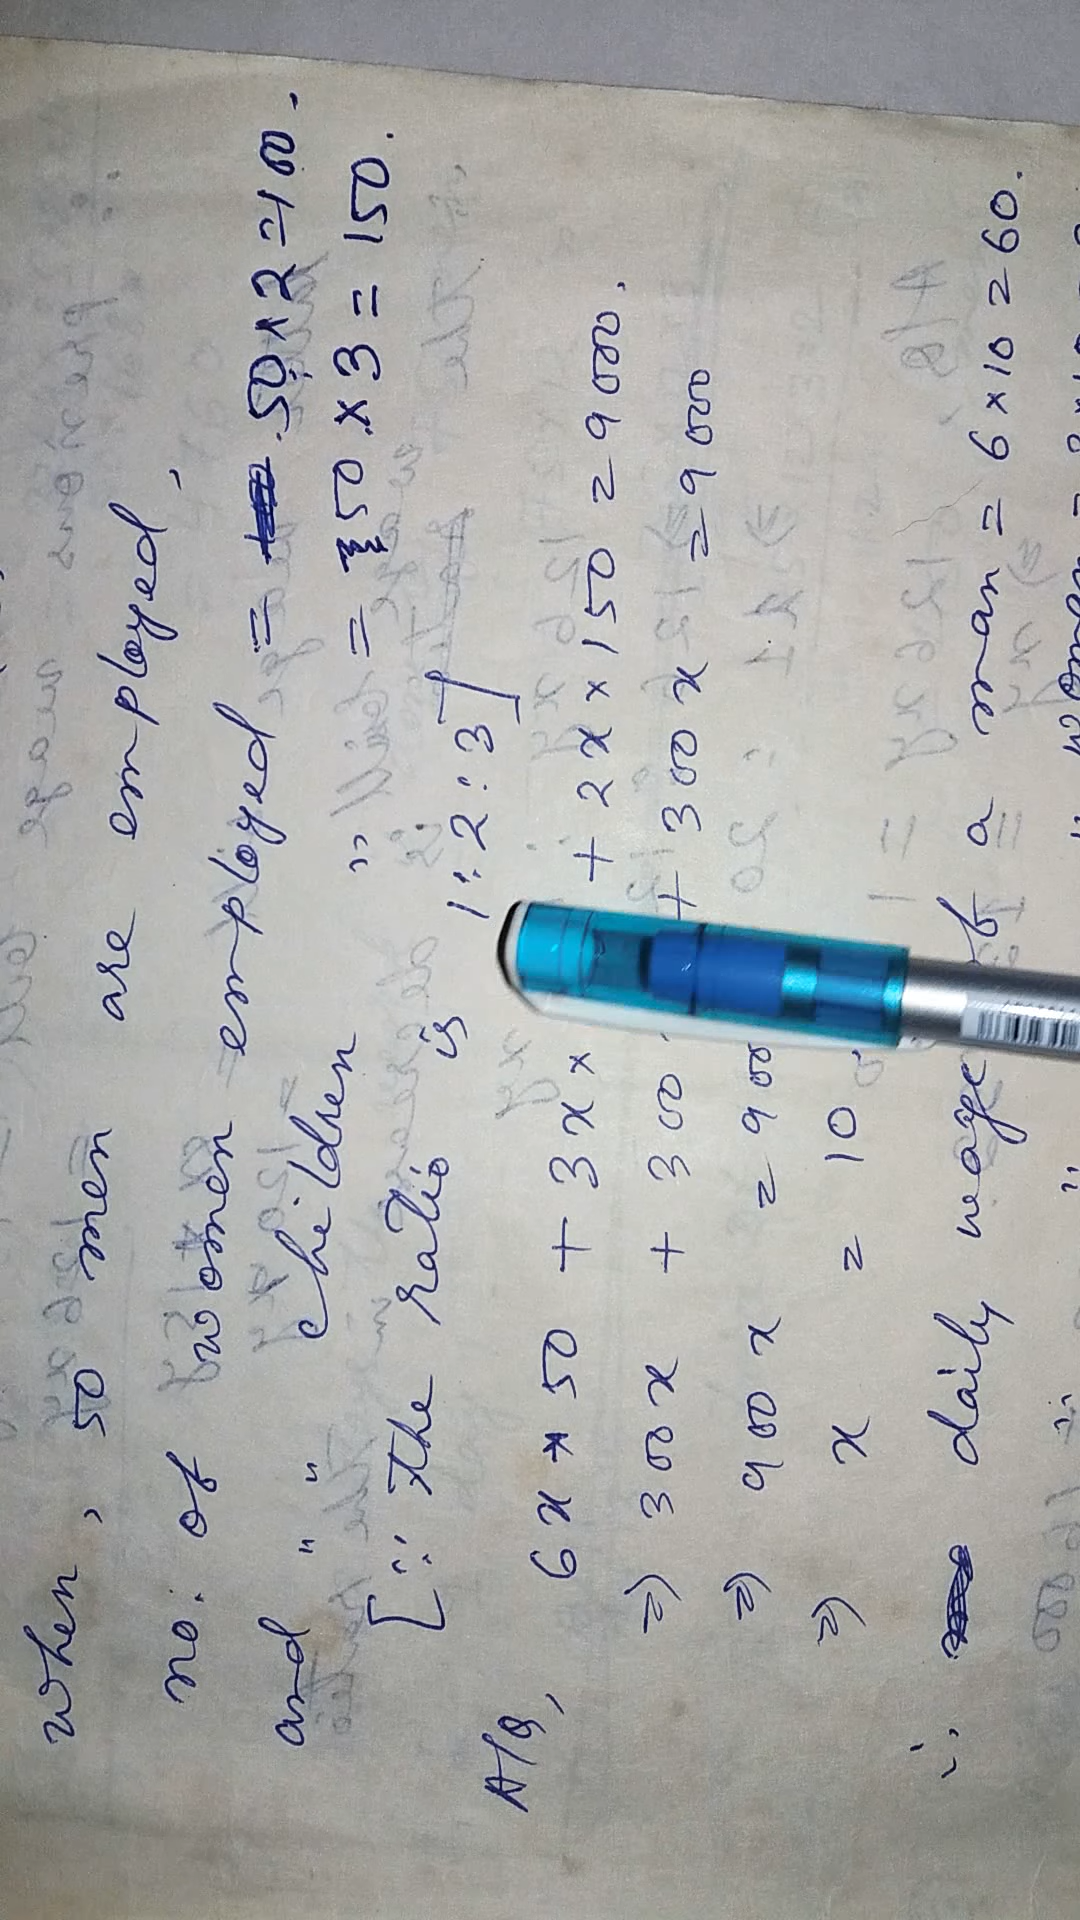 when, 50 men are employed,
no. of women employed = 50 × 2 = 100.
and " " children " = 50 × 3 = 150.
[∵ the ratio is 1:2:3]
A/Q,
6x × 50 + 3x × + 2x × 150 = 9000.
⇒ 300x + 300 + 300x = 9000
⇒ 900x = 900
⇒ x = 10
∴ daily wage of a man = 6 × 10 = 60.
" women =